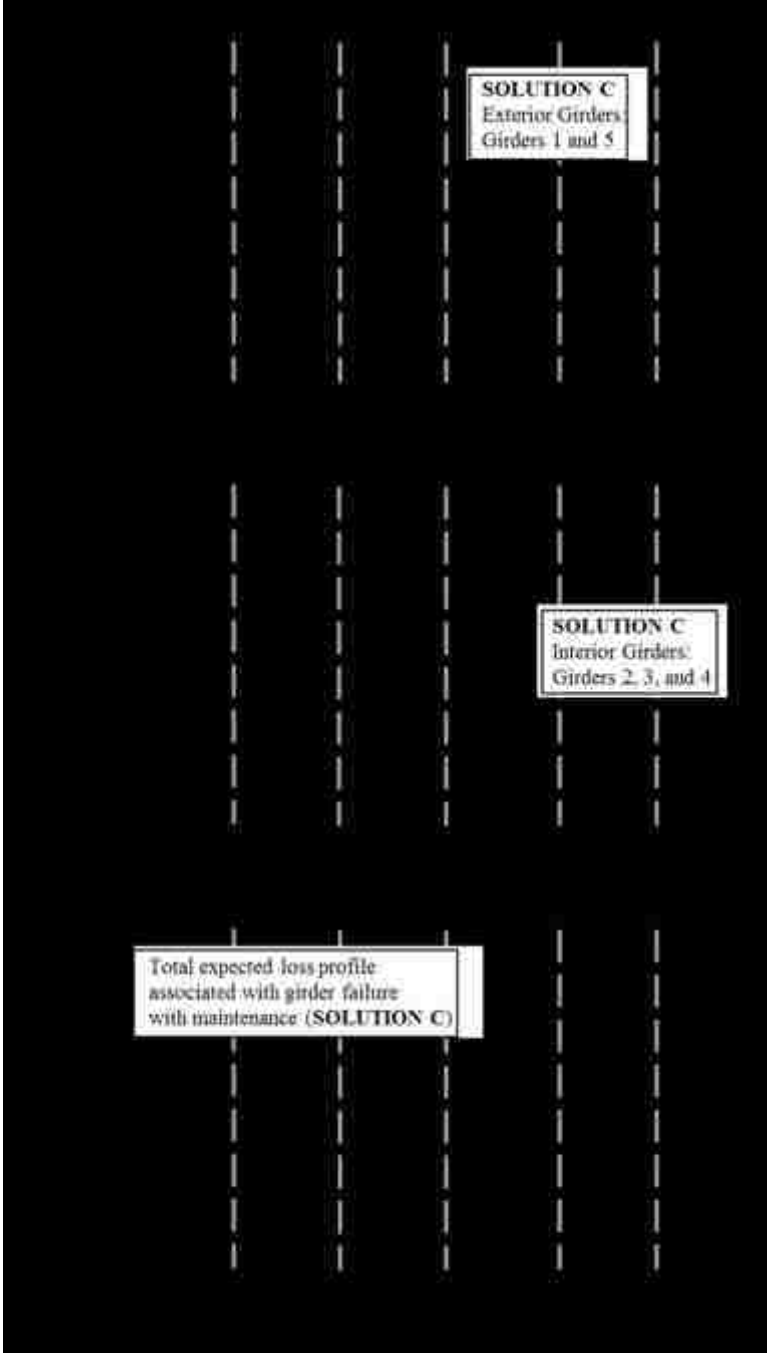 SOLUTION C
Exterior Girders:
Girders 1 and 5
SOLUTION C
Interior Girders:
Girders 2, 3, and 4
Total expected loss profile
associated with girder failure
with maintenance (SOLUTION C)